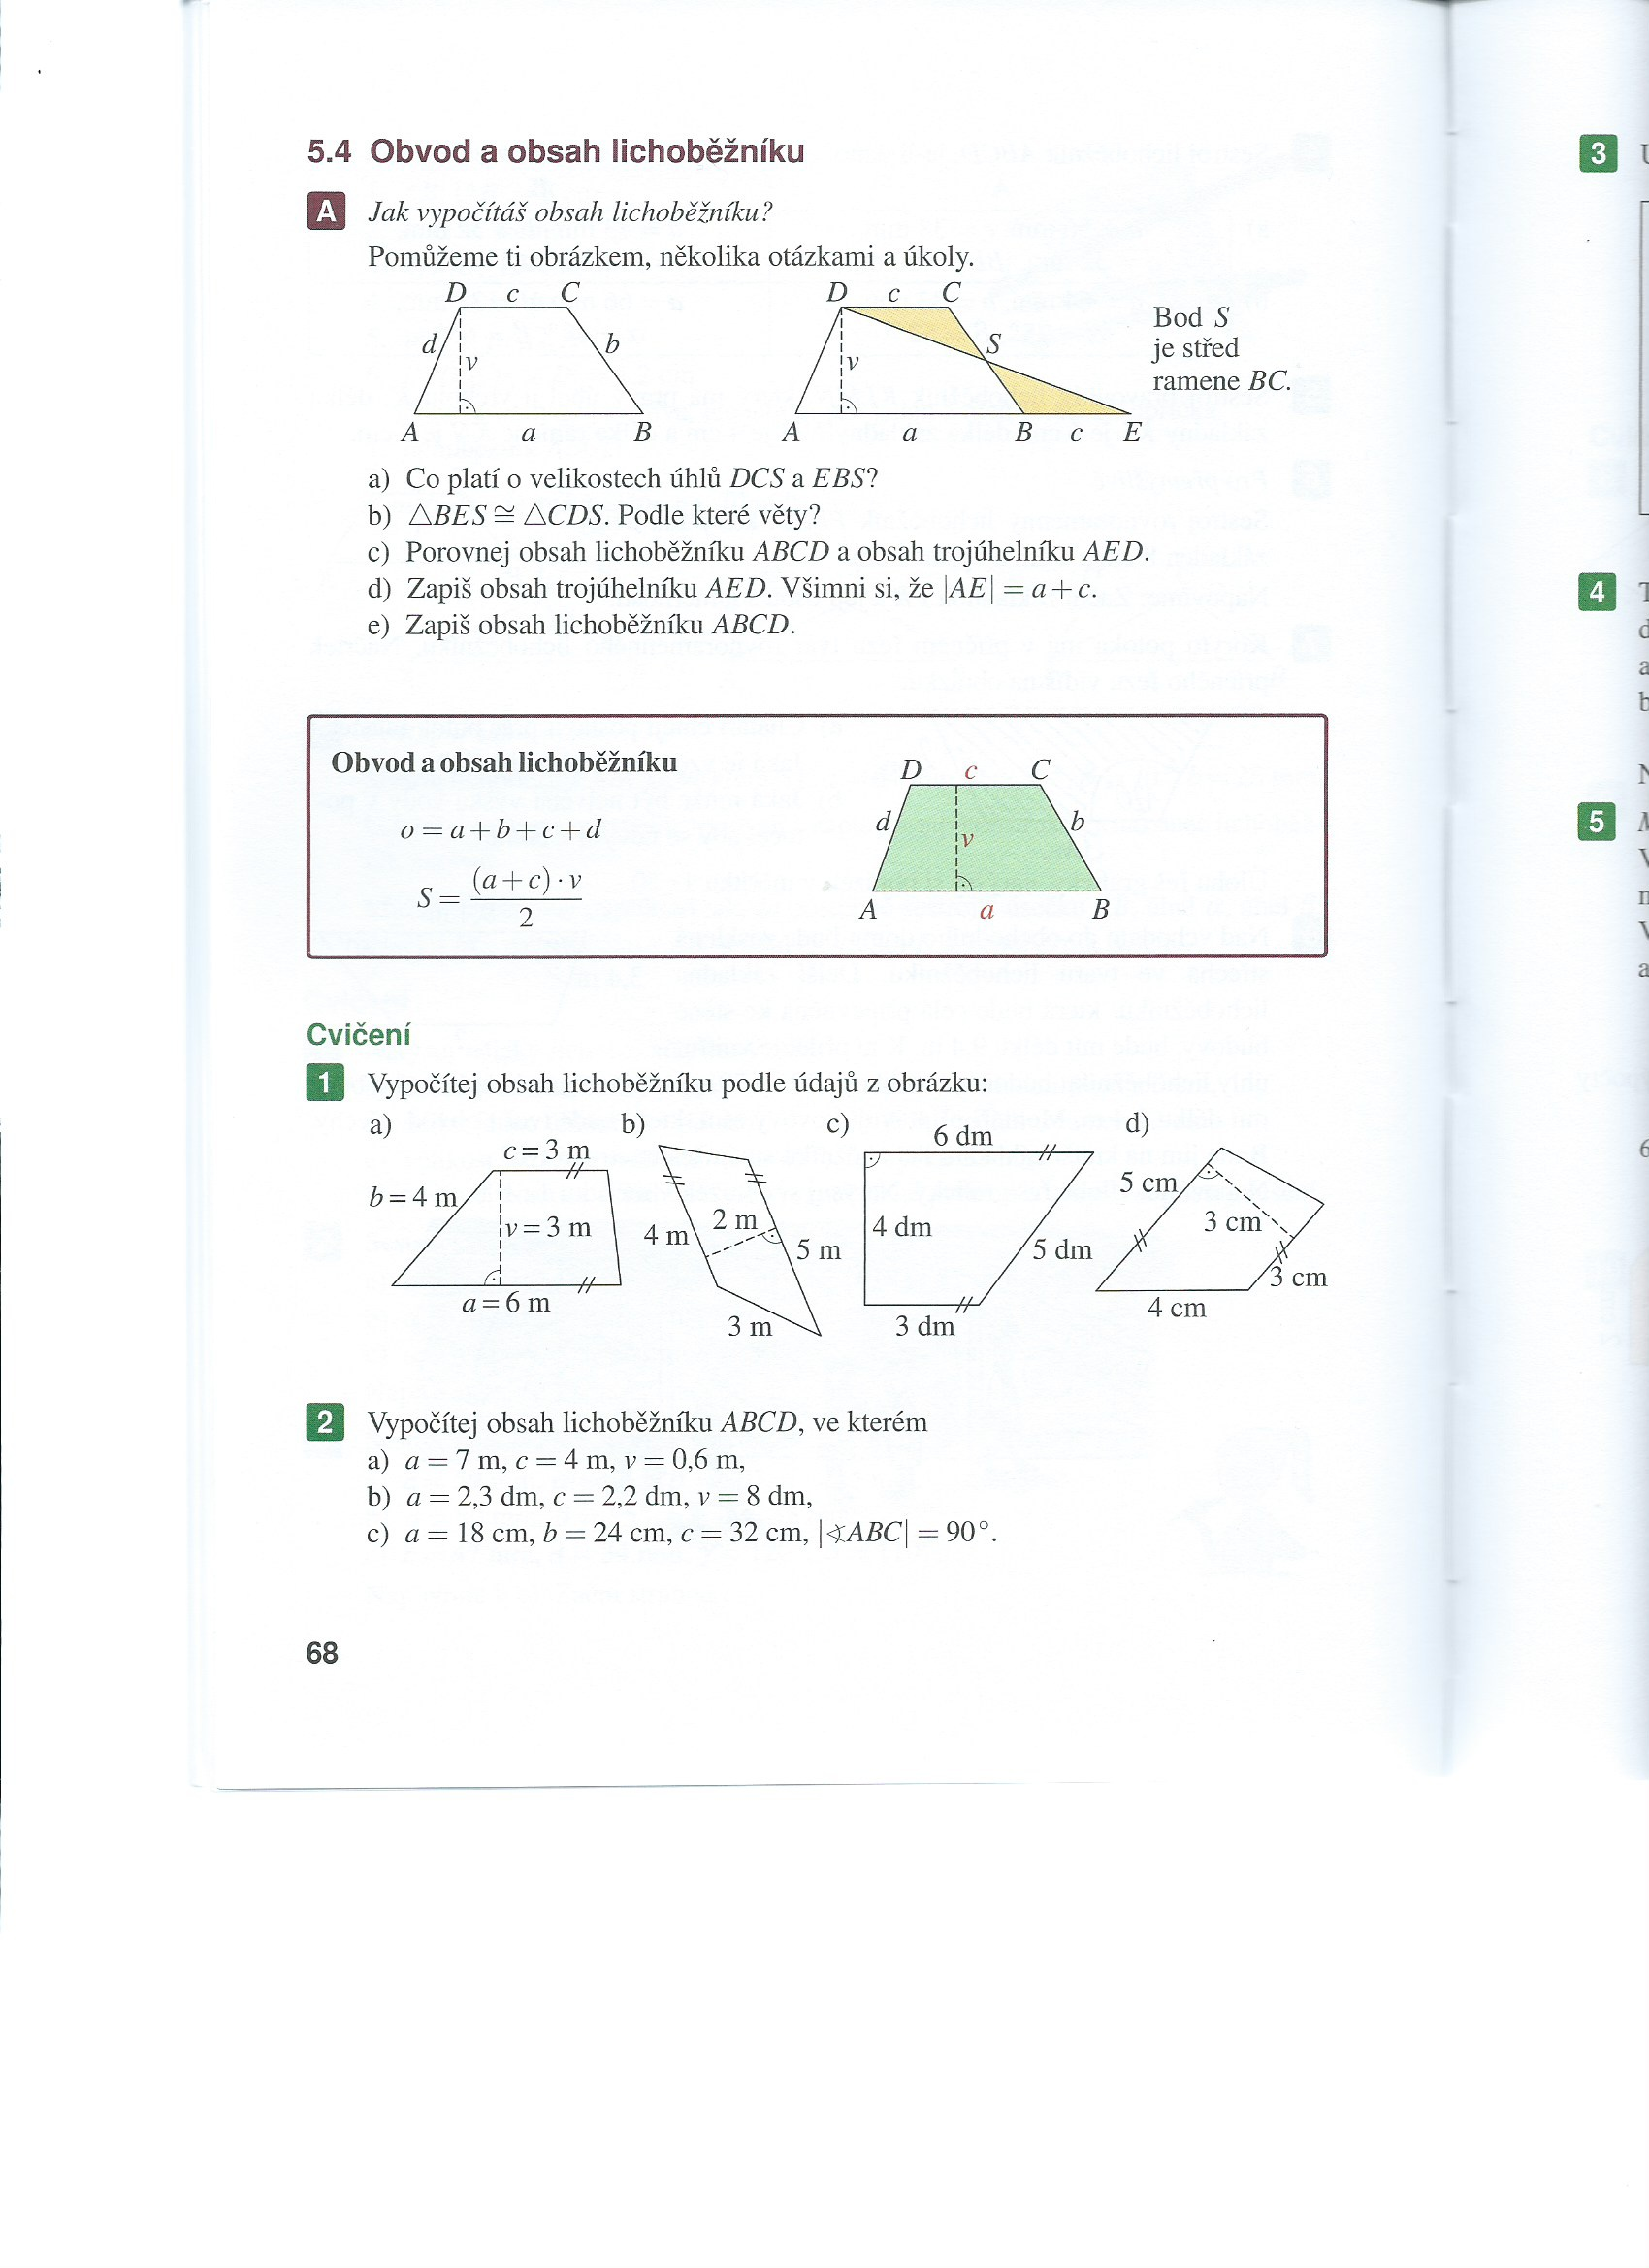 5.4 Obvod a obsah lichoběžníku
A Jak vypočítáš obsah lichoběžníku?
Pomůžeme ti obrázkem, několika otázkami a úkoly.
D c C
d v b
A a B
D c C
v S
A a B c E
Bod S
je střed
ramene BC.
a) Co platí o velikostech úhlů DCS a EBS?
b) △BES ≅ △CDS. Podle které věty?
c) Porovnej obsah lichoběžníku ABCD a obsah trojúhelníku AED.
d) Zapiš obsah trojúhelníku AED. Všimni si, že |AE| = a + c.
e) Zapiš obsah lichoběžníku ABCD.
Obvod a obsah lichoběžníku
o = a + b + c + d
S = (a + c) · v / 2
D c C
d v b
A a B
Cvičení
1 Vypočítej obsah lichoběžníku podle údajů z obrázku:
a) b) c) d)
c = 3 m
b = 4 m
v = 3 m
a = 6 m
4 m 2 m 5 m
3 m
6 dm
4 dm
5 dm
3 dm
5 cm
3 cm
3 cm
4 cm
2 Vypočítej obsah lichoběžníku ABCD, ve kterém
a) a = 7 m, c = 4 m, v = 0,6 m,
b) a = 2,3 dm, c = 2,2 dm, v = 8 dm,
c) a = 18 cm, b = 24 cm, c = 32 cm, |∢ABC| = 90°.
68
3
4
5